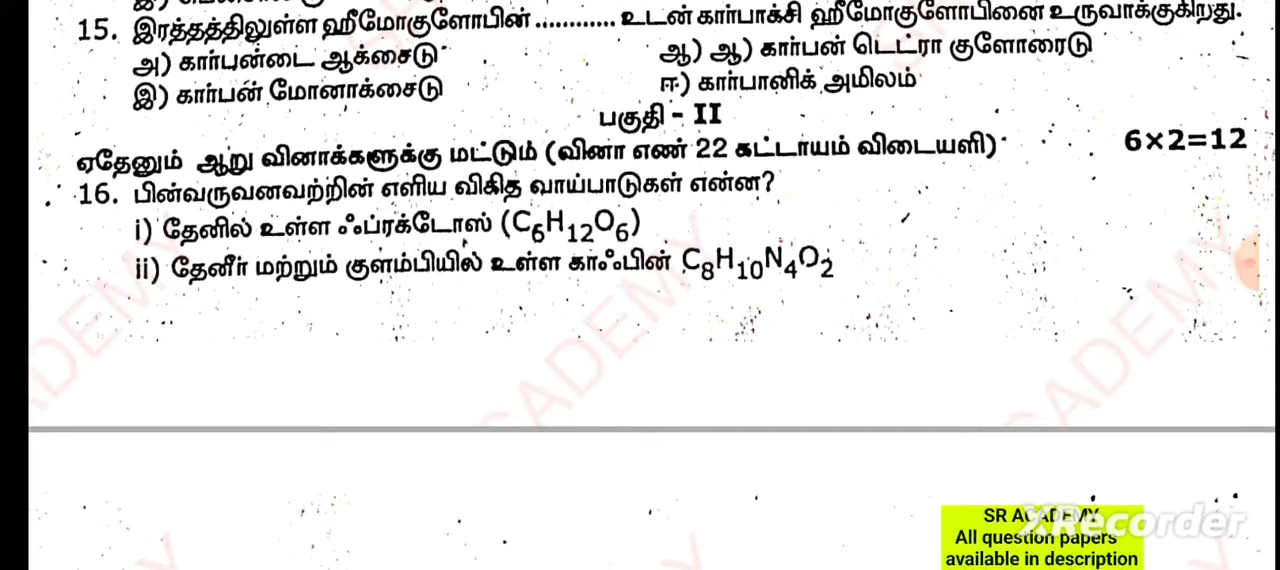 15. இரத்தத்திலுள்ள ஹீமோகுளோபின் ............ உடன் கார்பாக்சி ஹீமோகுளோபினை உருவாக்குகிறது.
அ) கார்பன்டை ஆக்சைடு ஆ) ஆ) கார்பன் டெட்ரா குளோரைடு
இ) கார்பன் மோனாக்சைடு ஈ) கார்பானிக் அமிலம்
பகுதி - II
ஏதேனும் ஆறு வினாக்களுக்கு மட்டும் (வினா எண் 22 கட்டாயம் விடையளி) 6×2=12
16. பின்வருவனவற்றின் எளிய விகித வாய்பாடுகள் என்ன?
i) தேனில் உள்ள ஃப்ரக்டோஸ் (C₆H₁₂O₆)
ii) தேனீர் மற்றும் குளம்பியில் உள்ள காஃபின் C₈H₁₀N₄O₂
SR ACADEMY
XRecorder
All question papers
available in description